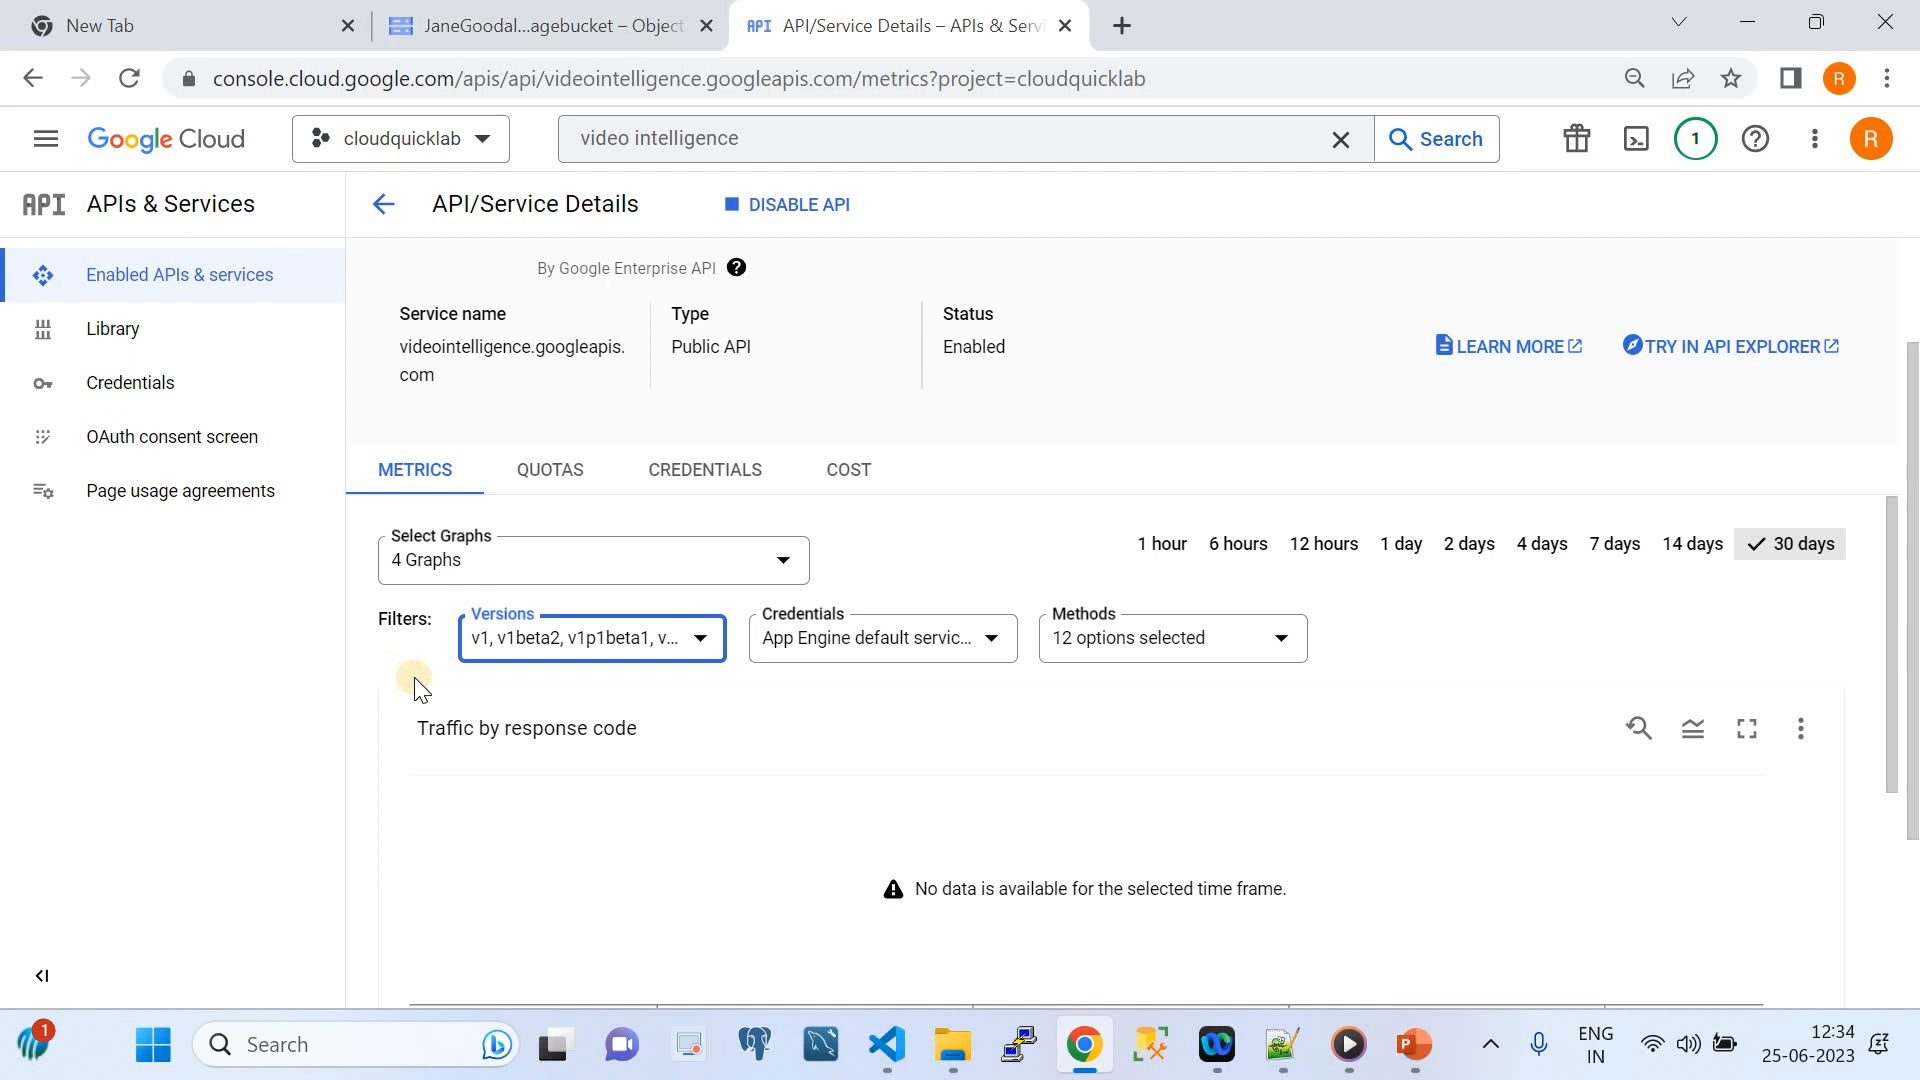 New Tab
JaneGoodal...agebucket – Object
API API/Service Details – APIs & Servi
console.cloud.google.com/apis/api/videointelligence.googleapis.com/metrics?project=cloudquicklab
R
Google Cloud
cloudquicklab
video intelligence
Search
1
R
API APIs & Services
API/Service Details
DISABLE API
Enabled APIs & services
Library
Credentials
OAuth consent screen
Page usage agreements
By Google Enterprise API
Service name
videointelligence.googleapis.
com
Type
Public API
Status
Enabled
LEARN MORE
TRY IN API EXPLORER
METRICS
QUOTAS
CREDENTIALS
COST
Select Graphs
4 Graphs
1 hour 6 hours 12 hours 1 day 2 days 4 days 7 days 14 days 30 days
Filters:
Versions
v1, v1beta2, v1p1beta1, v...
Credentials
App Engine default servic...
Methods
12 options selected
Traffic by response code
No data is available for the selected time frame.
1
Search
ENG
IN
12:34
25-06-2023